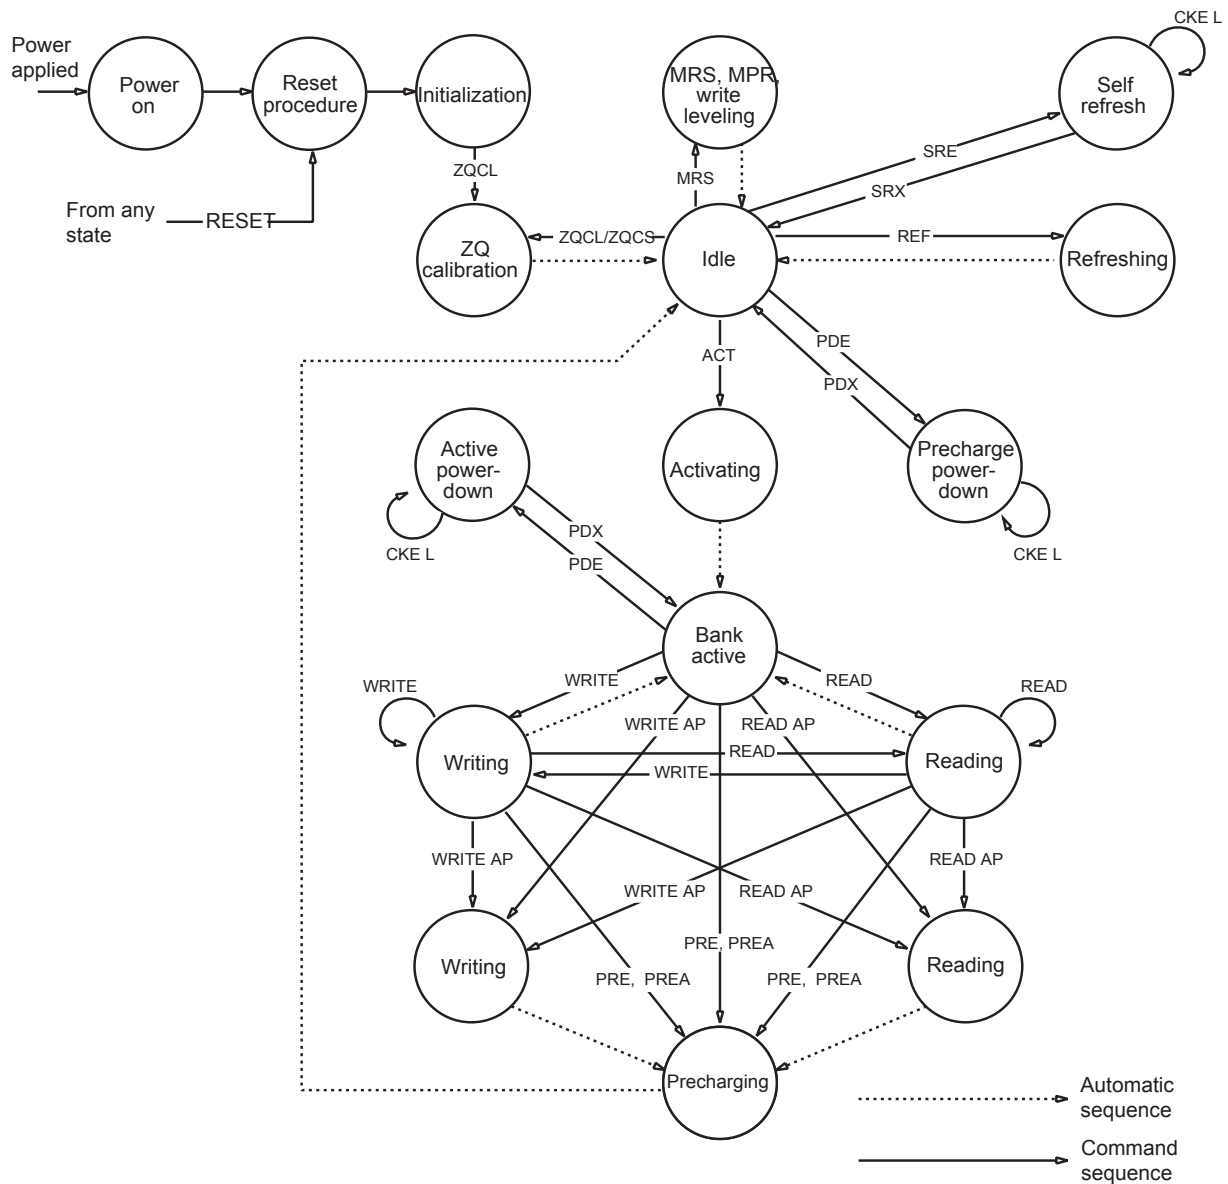 CKE L
Power
applied
Power
on
Reset
procedure
Initialization
MRS, MPR,
write
leveling
Self
refresh
ZQCL
MRS
SRE
SRX
From any
state
RESET
ZQ
calibration
ZQCL/ZQCS
Idle
REF
Refreshing
ACT
PDE
PDX
Active
power-
down
Activating
Precharge
power-
down
PDX
PDE
CKE L
CKE L
Bank
active
WRITE
WRITE
READ
READ
WRITE AP
READ AP
Writing
READ
WRITE
Reading
WRITE AP
READ AP
WRITE AP
READ AP
Writing
PRE, PREA
Reading
PRE, PREA
PRE, PREA
Precharging
Automatic
sequence
Command
sequence